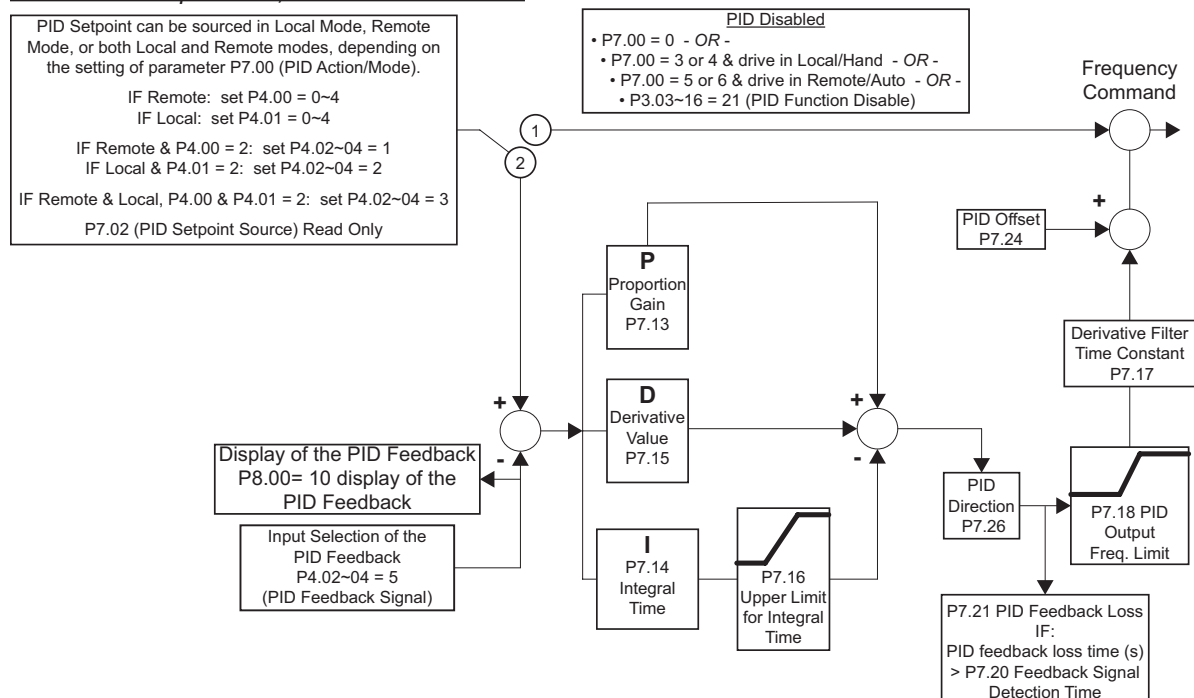 PID Setpoint can be sourced in Local Mode, Remote
Mode, or both Local and Remote modes, depending on
the setting of parameter P7.00 (PID Action/Mode).
IF Remote: set P4.00 = 0~4
IF Local: set P4.01 = 0~4
IF Remote & P4.00 = 2: set P4.02~04 = 1
IF Local & P4.01 = 2: set P4.02~04 = 2
IF Remote & Local, P4.00 & P4.01 = 2: set P4.02~04 = 3
P7.02 (PID Setpoint Source) Read Only
PID Disabled
• P7.00 = 0 - OR -
• P7.00 = 3 or 4 & drive in Local/Hand - OR -
• P7.00 = 5 or 6 & drive in Remote/Auto - OR -
• P3.03~16 = 21 (PID Function Disable)
Frequency
Command
1
2
+
PID Offset
P7.24
P
Proportion
Gain
P7.13
Derivative Filter
Time Constant
P7.17
D
Derivative
Value
P7.15
+
-
+
-
Display of the PID Feedback
P8.00= 10 display of the
PID Feedback
Input Selection of the
PID Feedback
P4.02~04 = 5
(PID Feedback Signal)
I
P7.14
Integral
Time
P7.16
Upper Limit
for Integral
Time
PID
Direction
P7.26
P7.18 PID
Output
Freq. Limit
P7.21 PID Feedback Loss
IF:
PID feedback loss time (s)
> P7.20 Feedback Signal
Detection Time